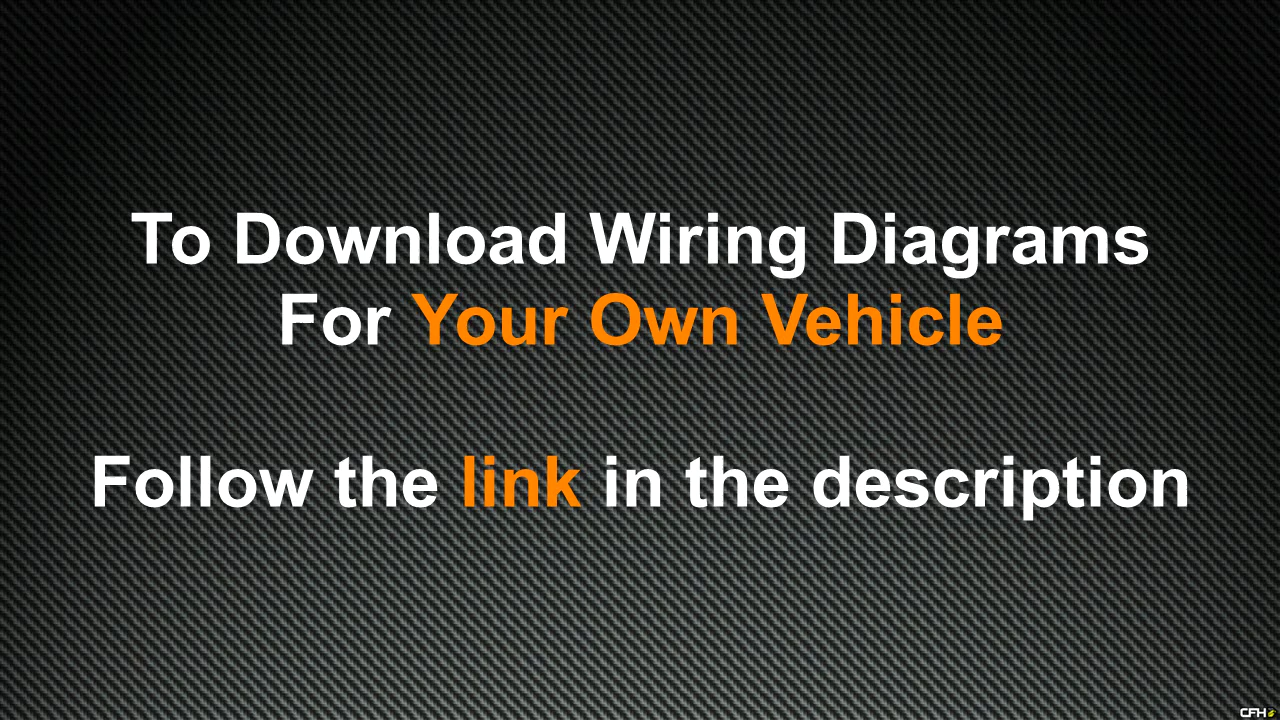 To Download Wiring Diagrams
For Your Own Vehicle
Follow the link in the description
CFH